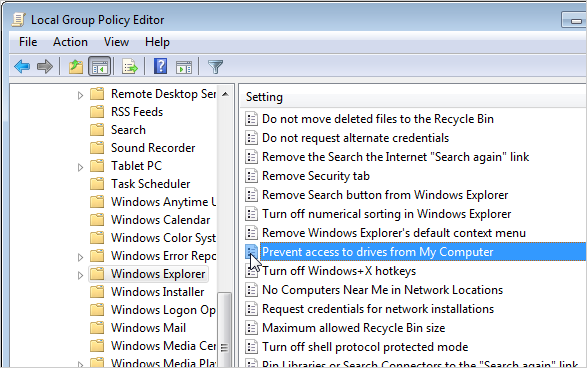 Local Group Policy Editor
File Action View Help
Remote Desktop Ser
RSS Feeds
Search
Sound Recorder
Tablet PC
Task Scheduler
Windows Anytime U
Windows Calendar
Windows Color Syst
Windows Error Repo
Windows Explorer
Windows Installer
Windows Logon Op
Windows Mail
Windows Media Cen
Windows Media Play
Setting
Do not move deleted files to the Recycle Bin
Do not request alternate credentials
Remove the Search the Internet "Search again" link
Remove Security tab
Remove Search button from Windows Explorer
Turn off numerical sorting in Windows Explorer
Remove Windows Explorer's default context menu
Prevent access to drives from My Computer
Turn off Windows+X hotkeys
No Computers Near Me in Network Locations
Request credentials for network installations
Maximum allowed Recycle Bin size
Turn off shell protocol protected mode
Pin Libraries or Search Connectors to the "Search again" link